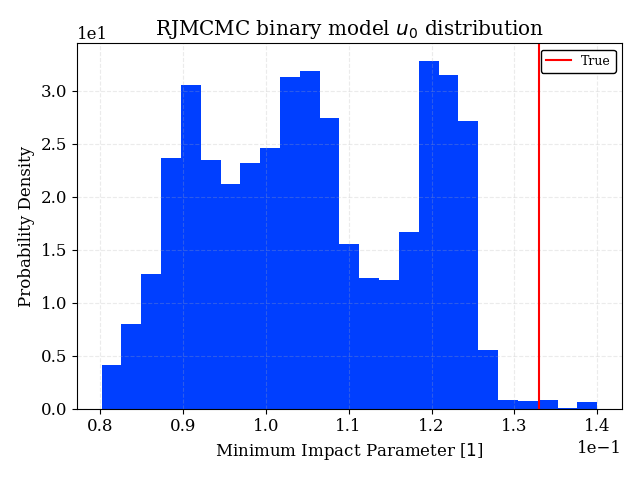 RJMCMC binary model u₀ distribution
1e1
True
3.0
2.5
2.0
1.5
1.0
0.5
0.0
Probability Density
0.8 0.9 1.0 1.1 1.2 1.3 1.4
1e−1
Minimum Impact Parameter [1]